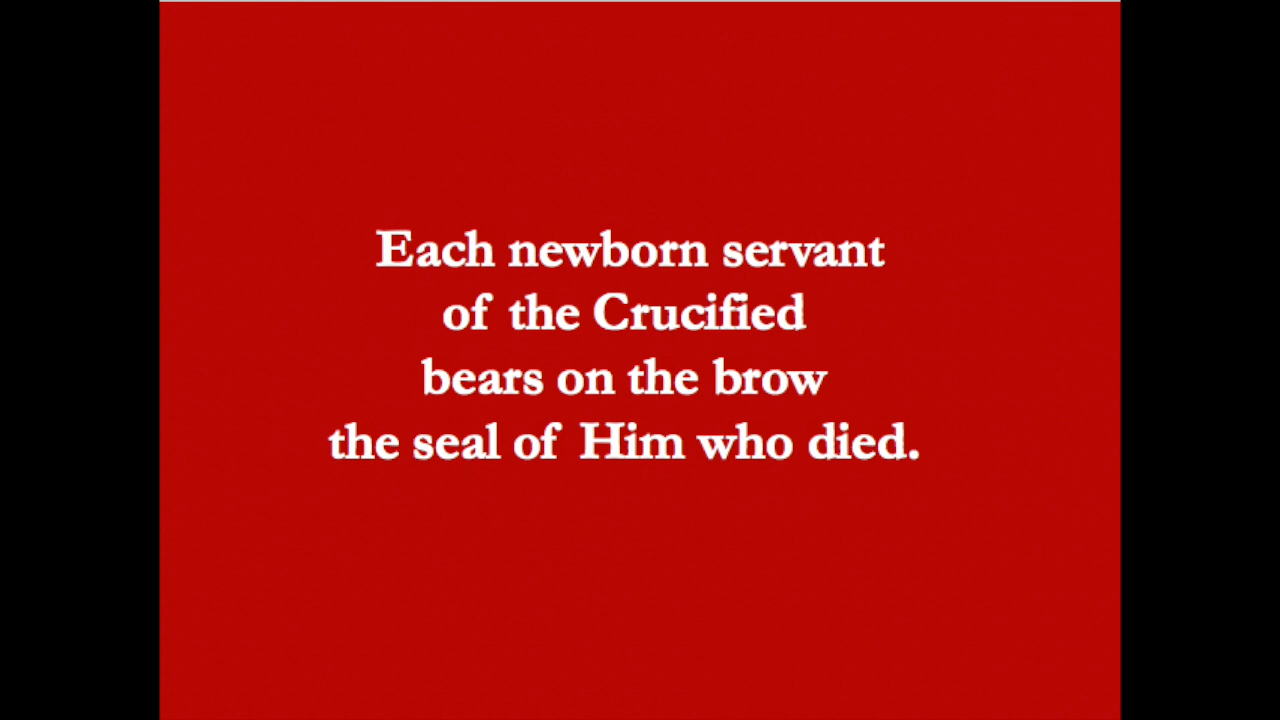 Each newborn servant
of the Crucified
bears on the brow
the seal of Him who died.